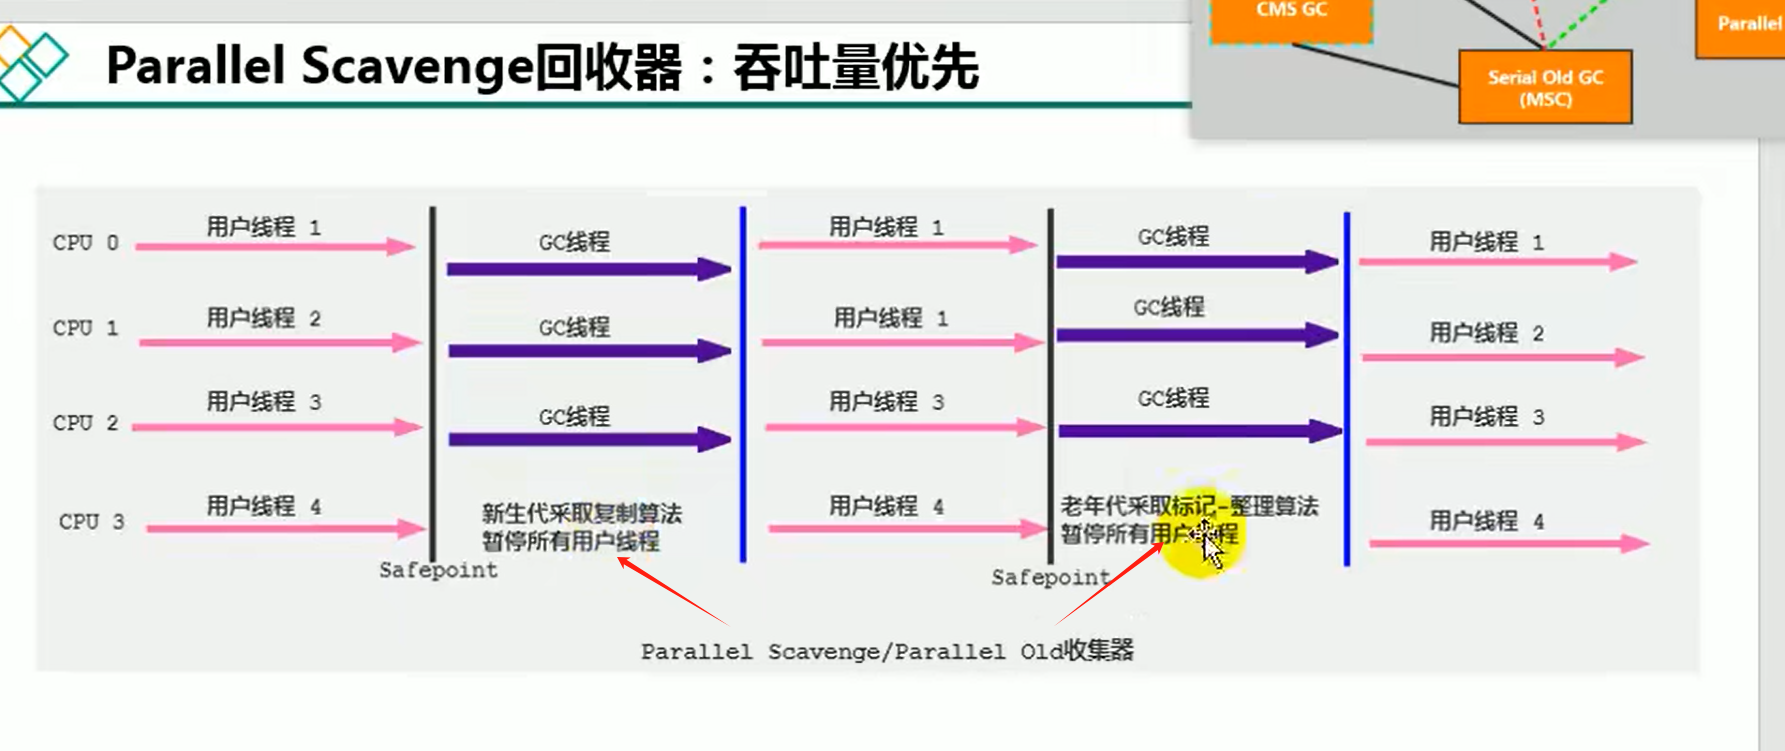 CMS GC
Parallel
Serial Old GC
(MSC)
Parallel Scavenge回收器：吞吐量优先
CPU 0
用户线程 1
GC线程
用户线程 1
GC线程
用户线程 1
CPU 1
用户线程 2
GC线程
用户线程 1
GC线程
用户线程 2
CPU 2
用户线程 3
GC线程
用户线程 3
GC线程
用户线程 3
CPU 3
用户线程 4
新生代采取复制算法
暂停所有用户线程
用户线程 4
老年代采取标记-整理算法
暂停所有用户线程
用户线程 4
Safepoint
Safepoint
Parallel Scavenge/Parallel Old收集器